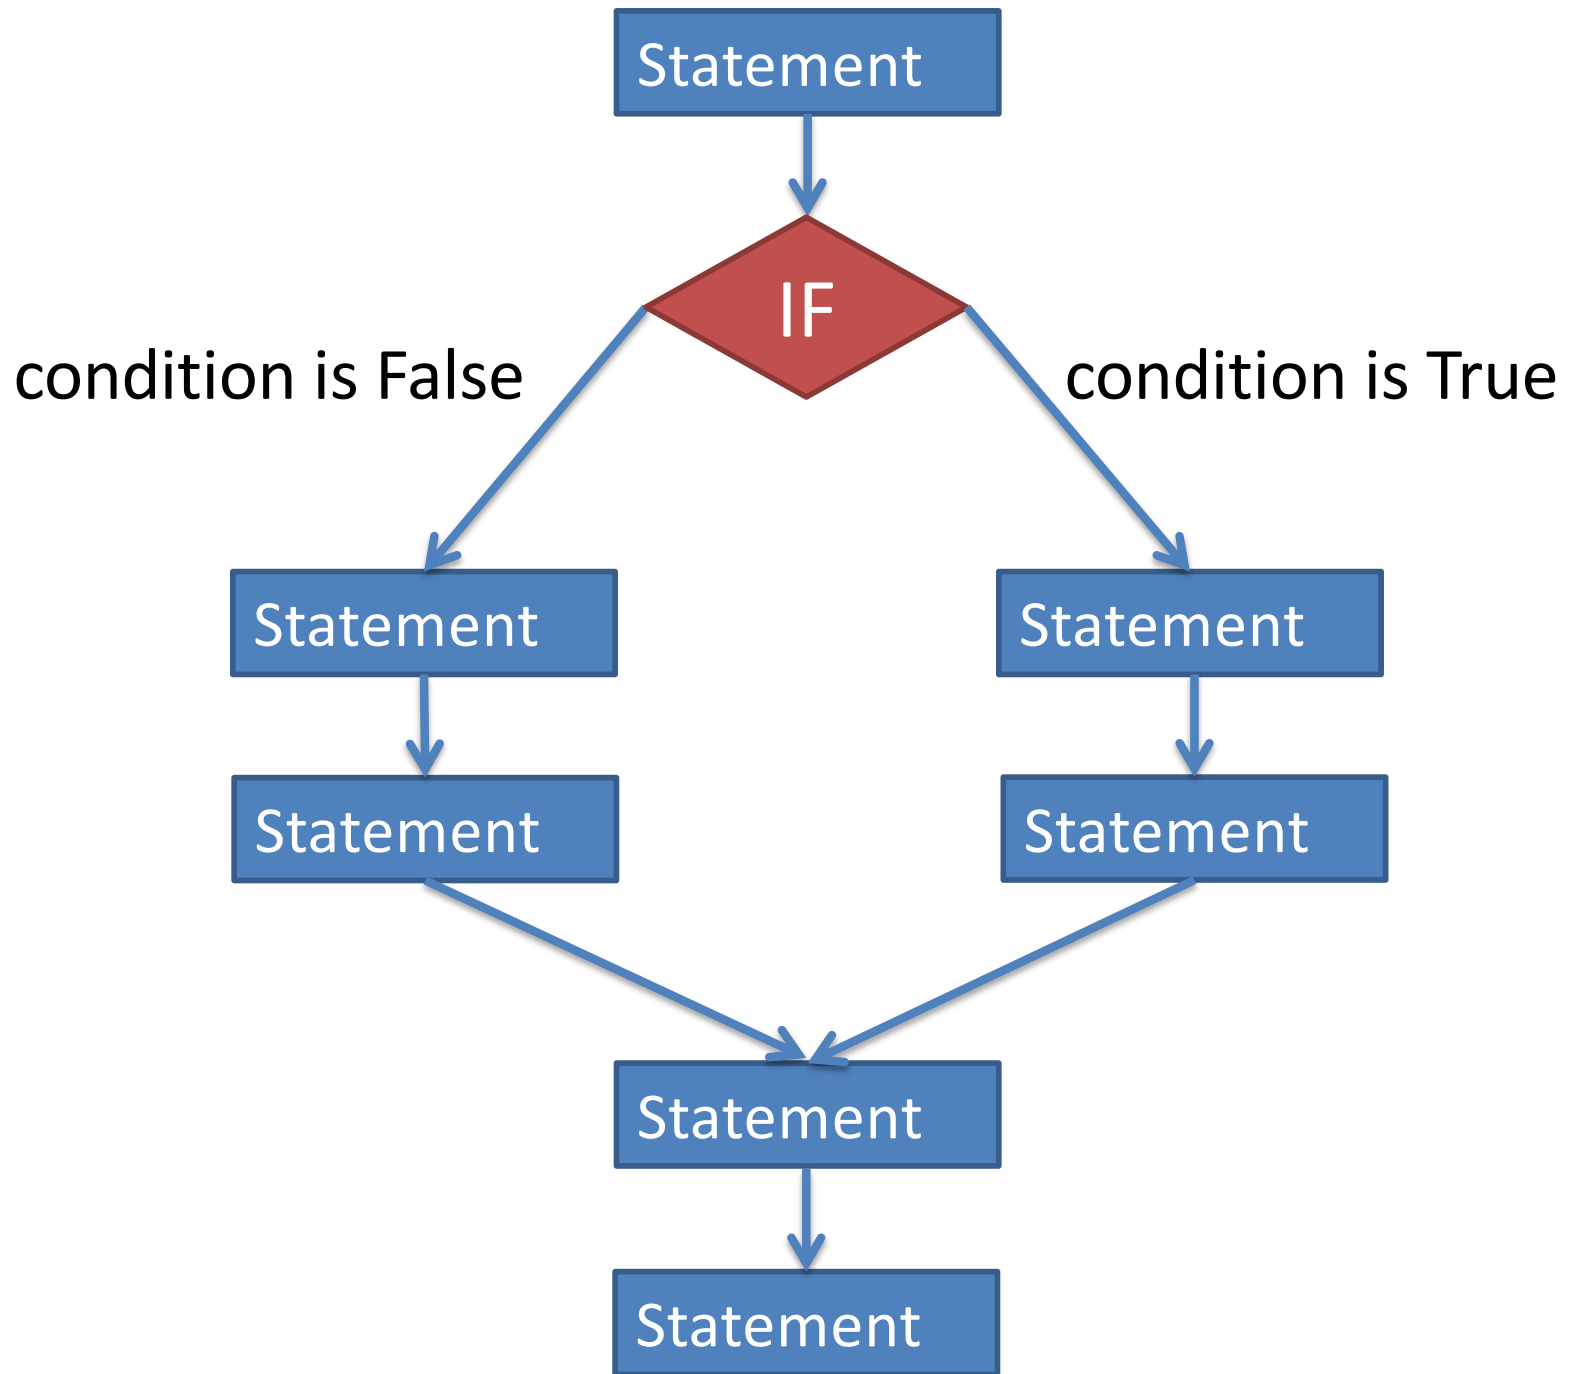 Statement
IF
condition is False
condition is True
Statement
Statement
Statement
Statement
Statement
Statement